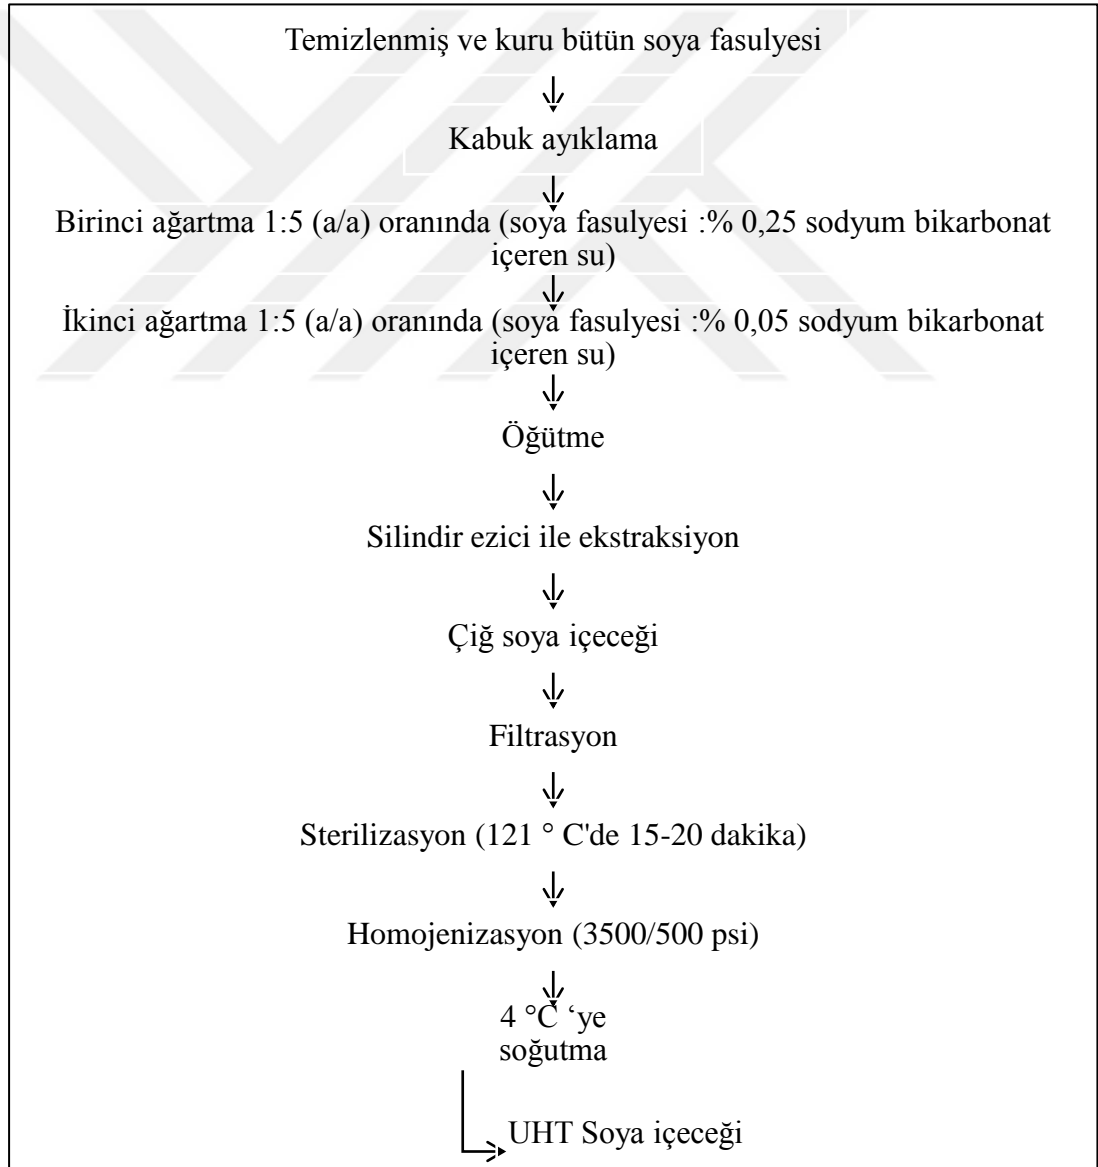 Temizlenmiş ve kuru bütün soya fasulyesi
Kabuk ayıklama
Birinci ağartma 1:5 (a/a) oranında (soya fasulyesi :% 0,25 sodyum bikarbonat
içeren su)
İkinci ağartma 1:5 (a/a) oranında (soya fasulyesi :% 0,05 sodyum bikarbonat
içeren su)
Öğütme
Silindir ezici ile ekstraksiyon
Çiğ soya içeceği
Filtrasyon
Sterilizasyon (121 ° C'de 15-20 dakika)
Homojenizasyon (3500/500 psi)
4 °C ‘ye
soğutma
UHT Soya içeceği